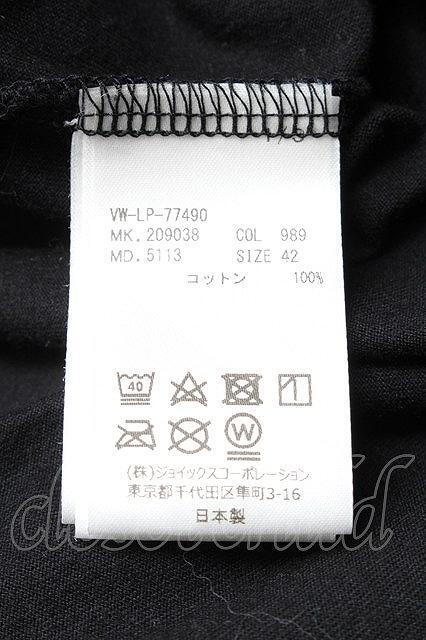 VW-LP-77490
MK. 209038 COL 989
MD. 5113 SIZE 42
コットン 100%
40
W
(株)ジョイックスコーポレーション
東京都千代田区隼町3-16
日本製